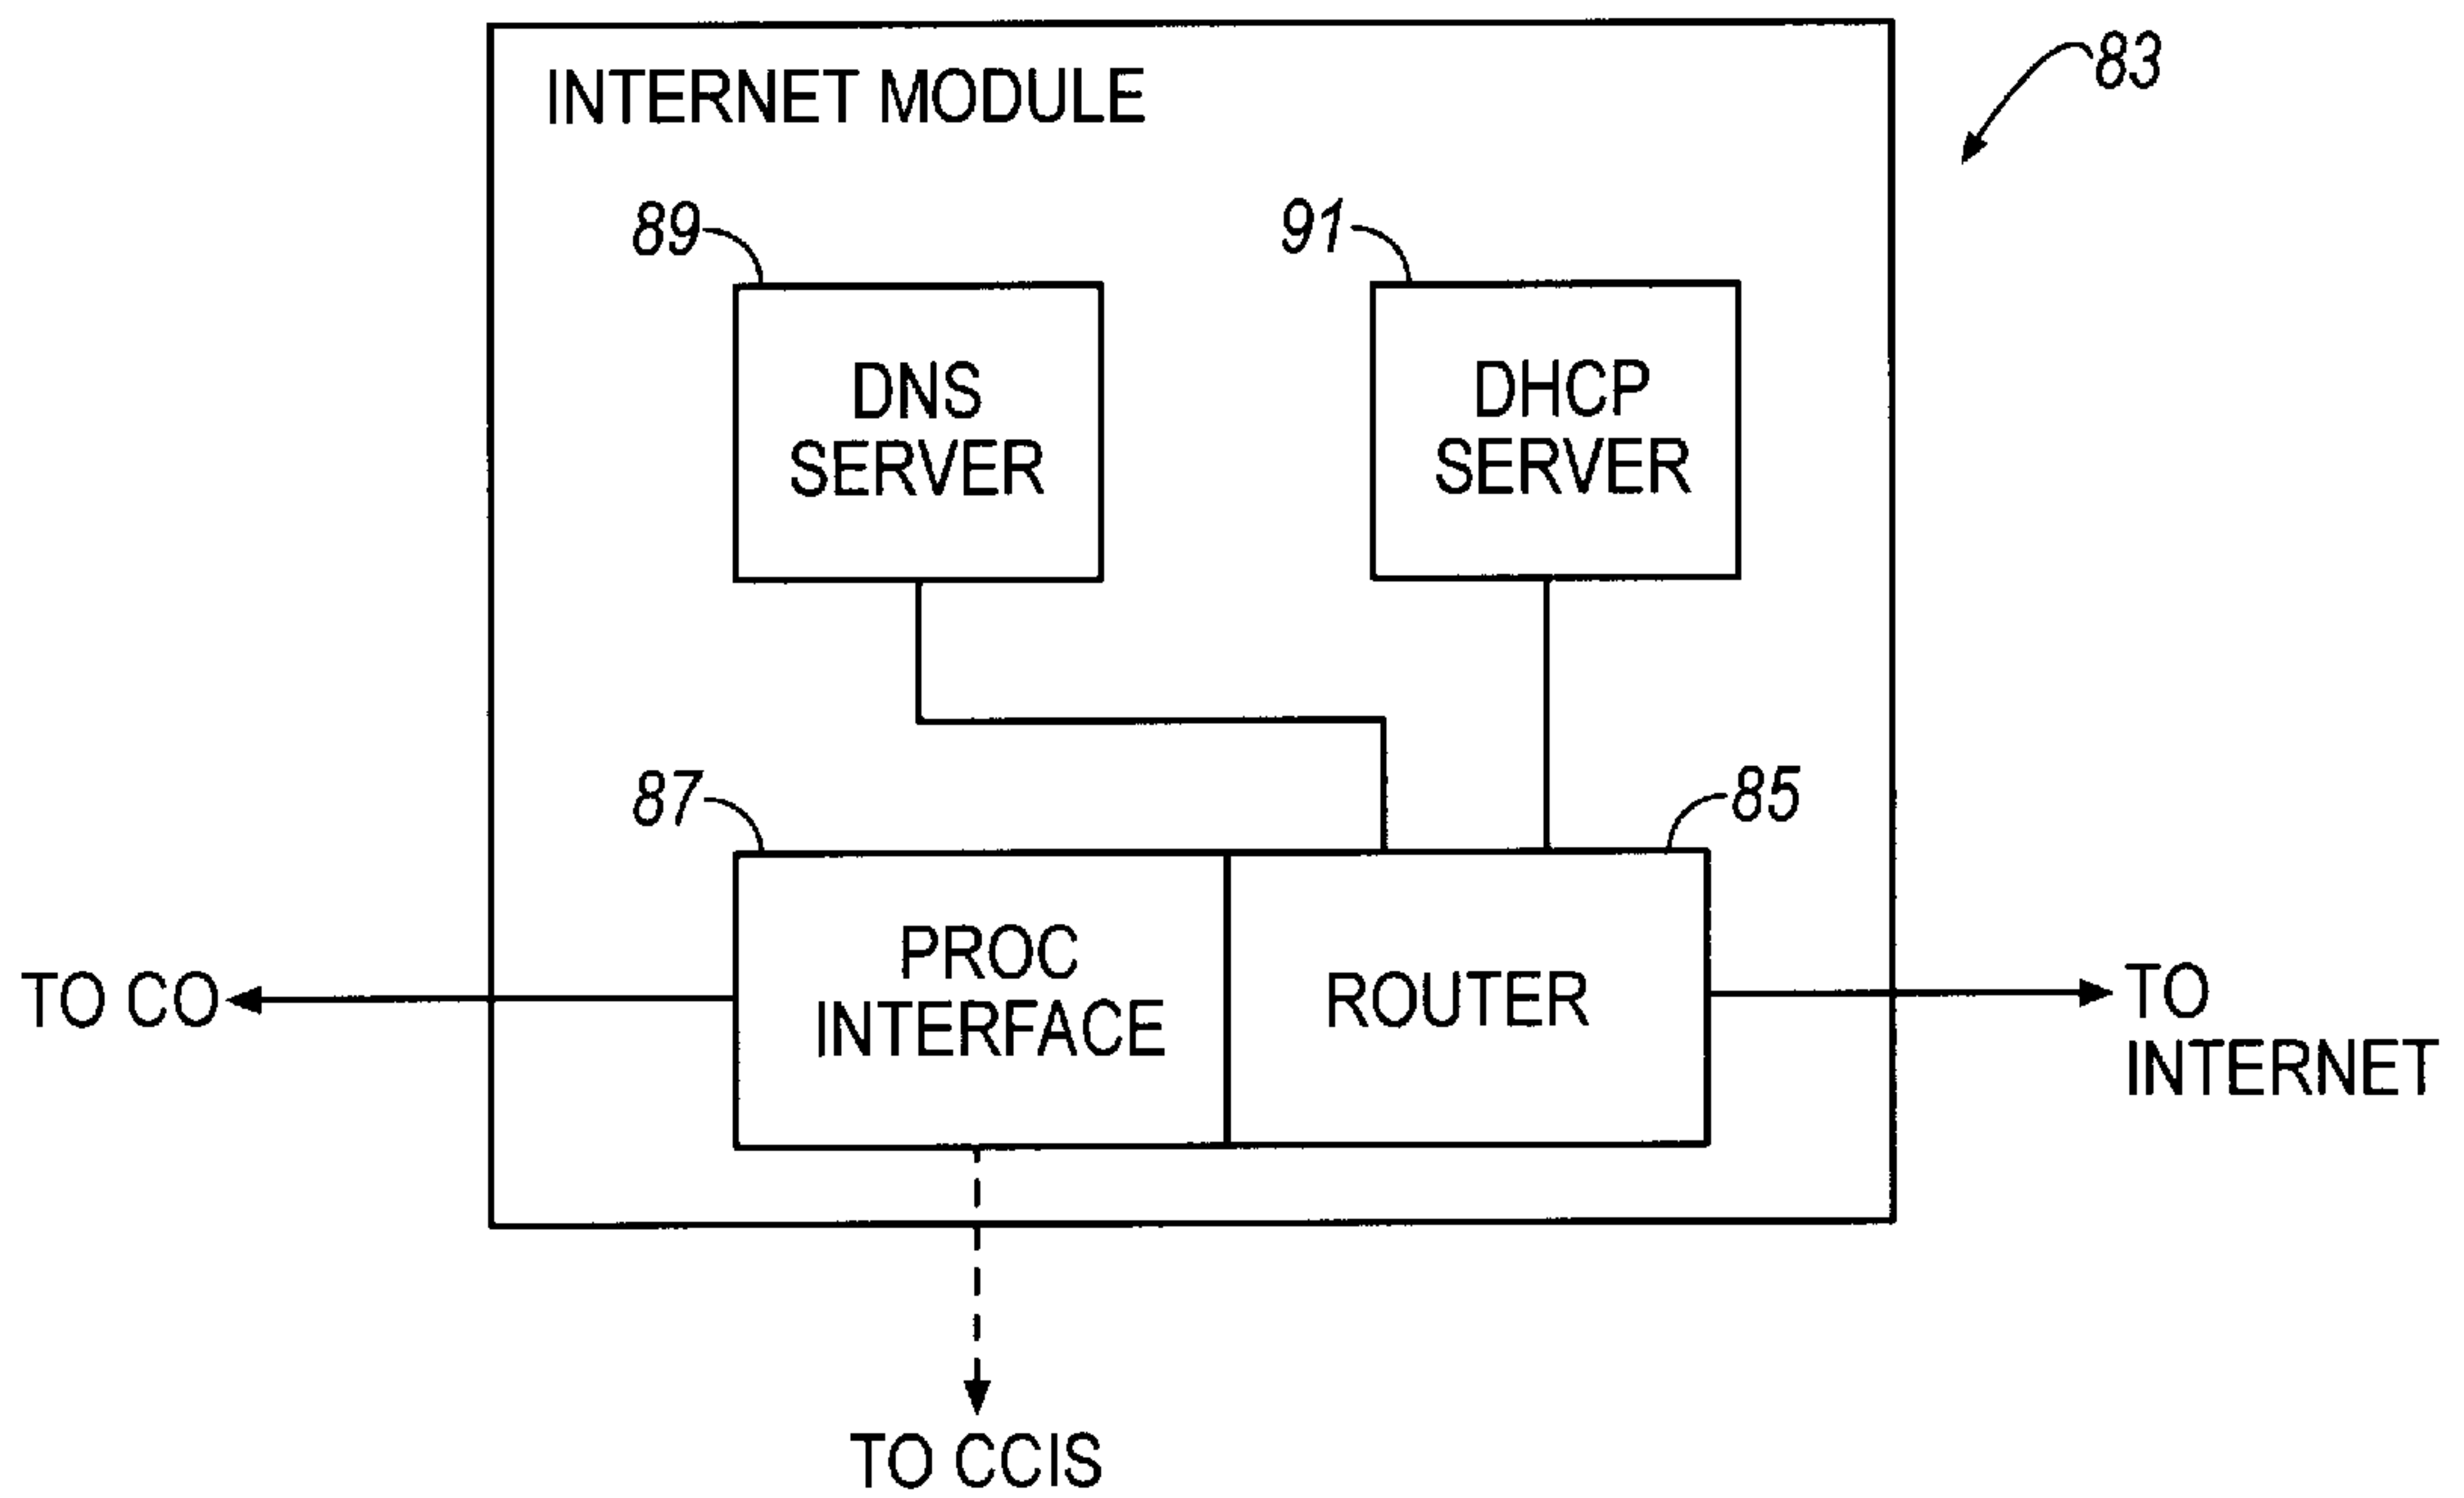 INTERNET MODULE
83
89
91
DNS
SERVER
DHCP
SERVER
87
85
PROC
INTERFACE
ROUTER
TO CO
TO
INTERNET
TO CCIS